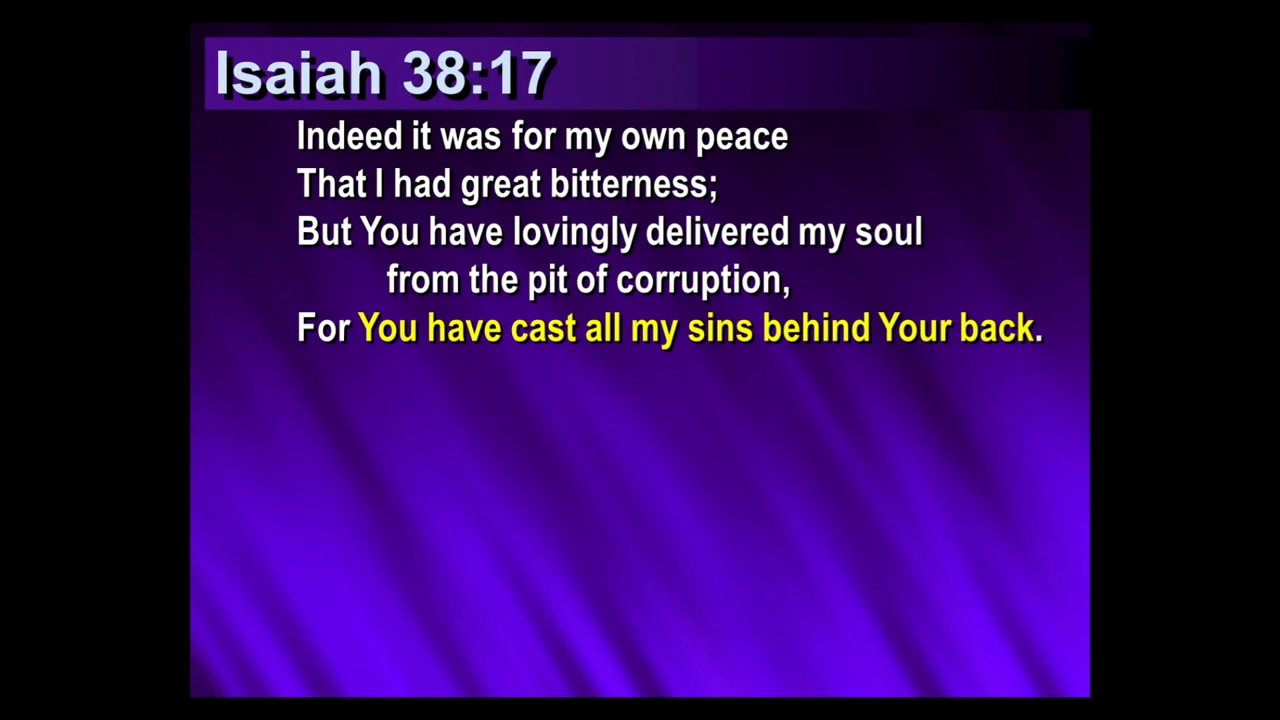 Isaiah 38:17
Indeed it was for my own peace
That I had great bitterness;
But You have lovingly delivered my soul
from the pit of corruption,
For You have cast all my sins behind Your back.